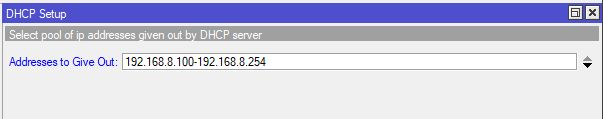 DHCP Setup
Select pool of ip addresses given out by DHCP server
Addresses to Give Out: 192.168.8.100-192.168.8.254